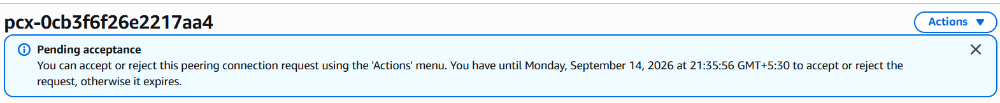 pcx-0cb3f6f26e2217aa4
Actions
Pending acceptance
You can accept or reject this peering connection request using the 'Actions' menu. You have until Monday, September 14, 2026 at 21:35:56 GMT+5:30 to accept or reject the
request, otherwise it expires.